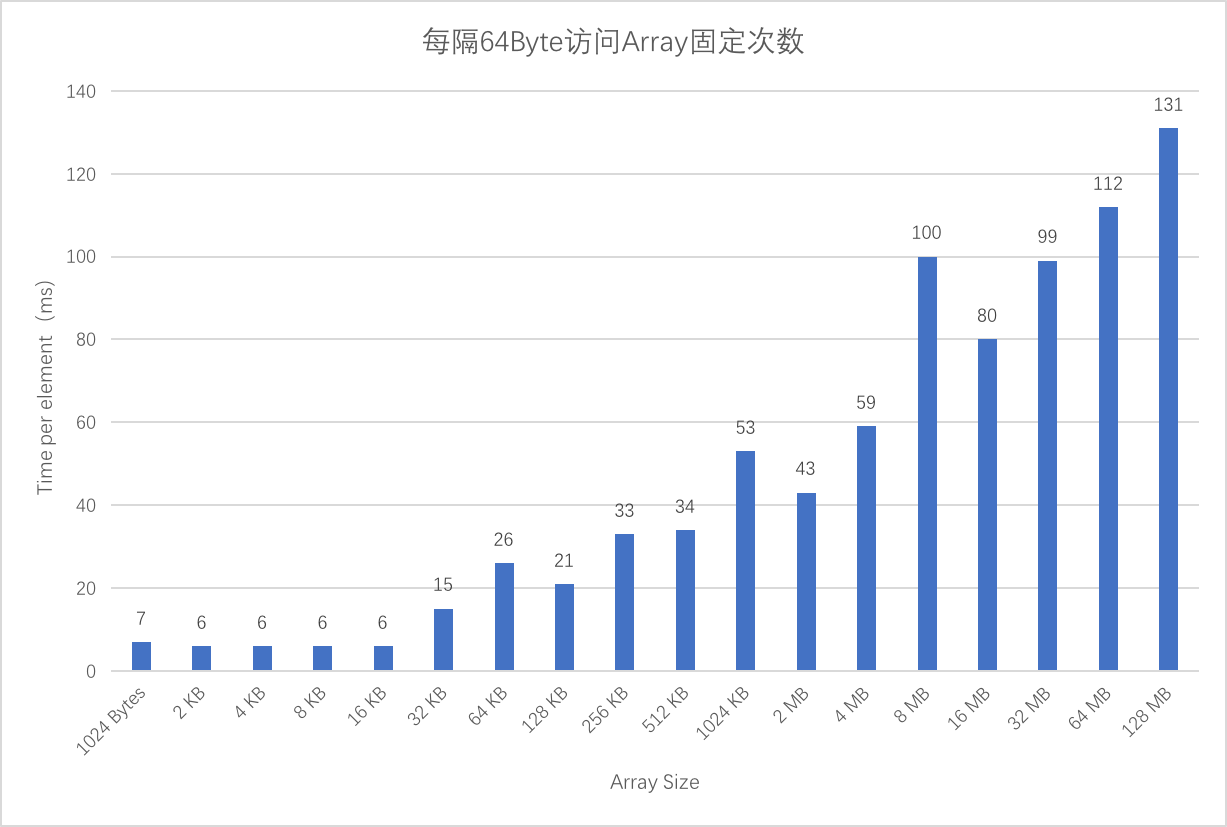 每隔64Byte访问Array固定次数
140
131
120
112
100
100
99
Time per element（ms)
80
80
60
59
53
43
40
34
33
26
21
20
15
7
6
6
6
6
0
1024 Bytes
2 KB
4 KB
8 KB
16 KB
32 KB
64 KB
128 KB
256 KB
512 KB
1024 KB
2 MB
4 MB
8 MB
16 MB
32 MB
64 MB
128 MB
Array Size